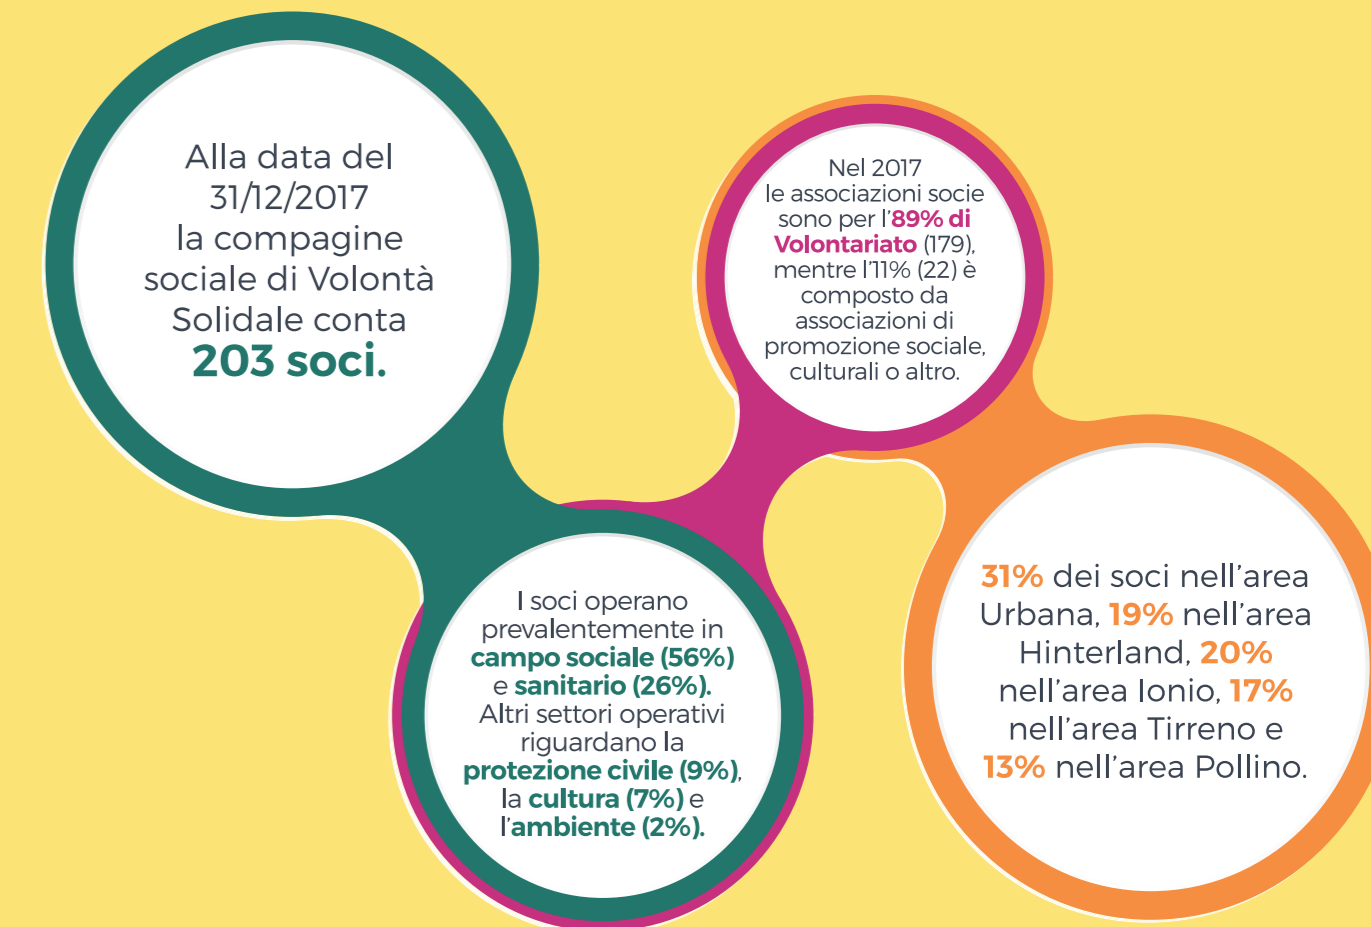 Alla data del
31/12/2017
la compagine
sociale di Volontà
Solidale conta
203 soci.
Nel 2017
le associazioni socie
sono per l'89% di
Volontariato (179),
mentre l'11% (22) è
composto da
associazioni di
promozione sociale,
culturali o altro.
I soci operano
prevalentemente in
campo sociale (56%)
e sanitario (26%).
Altri settori operativi
riguardano la
protezione civile (9%),
la cultura (7%) e
l'ambiente (2%).
31% dei soci nell'area
Urbana, 19% nell'area
Hinterland, 20%
nell'area Ionio, 17%
nell'area Tirreno e
13% nell'area Pollino.